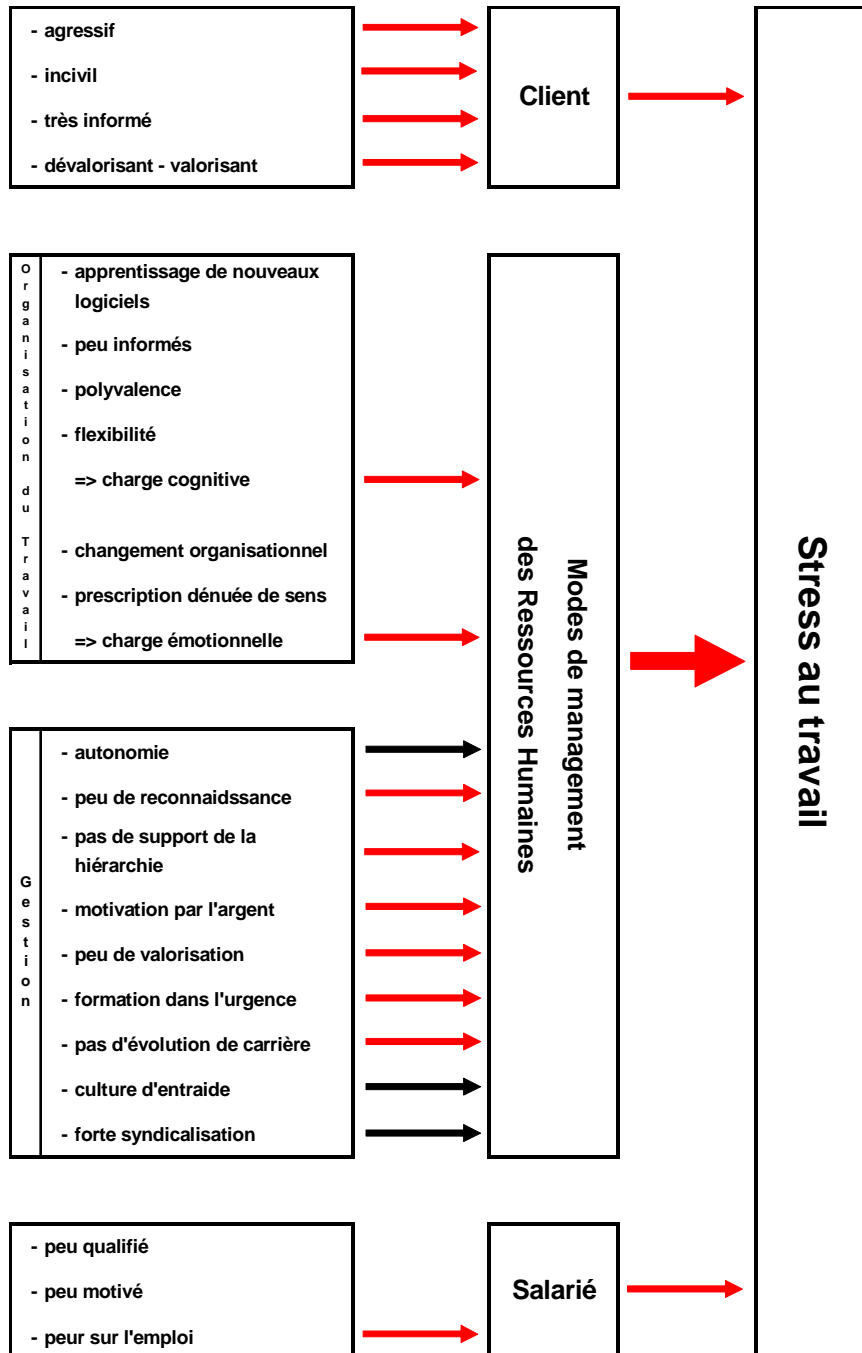 - agressif
- incivil
- très informé
- dévalorisant - valorisant
Client
Organisation du Travail
- apprentissage de nouveaux
logiciels
- peu informés
- polyvalence
- flexibilité
=> charge cognitive
- changement organisationnel
- prescription dénuée de sens
=> charge émotionnelle
Gestion
- autonomie
- peu de reconnaidssance
- pas de support de la
hiérarchie
- motivation par l'argent
- peu de valorisation
- formation dans l'urgence
- pas d'évolution de carrière
- culture d'entraide
- forte syndicalisation
Modes de management
des Ressources Humaines
- peu qualifié
- peu motivé
- peur sur l'emploi
Salarié
Stress au travail